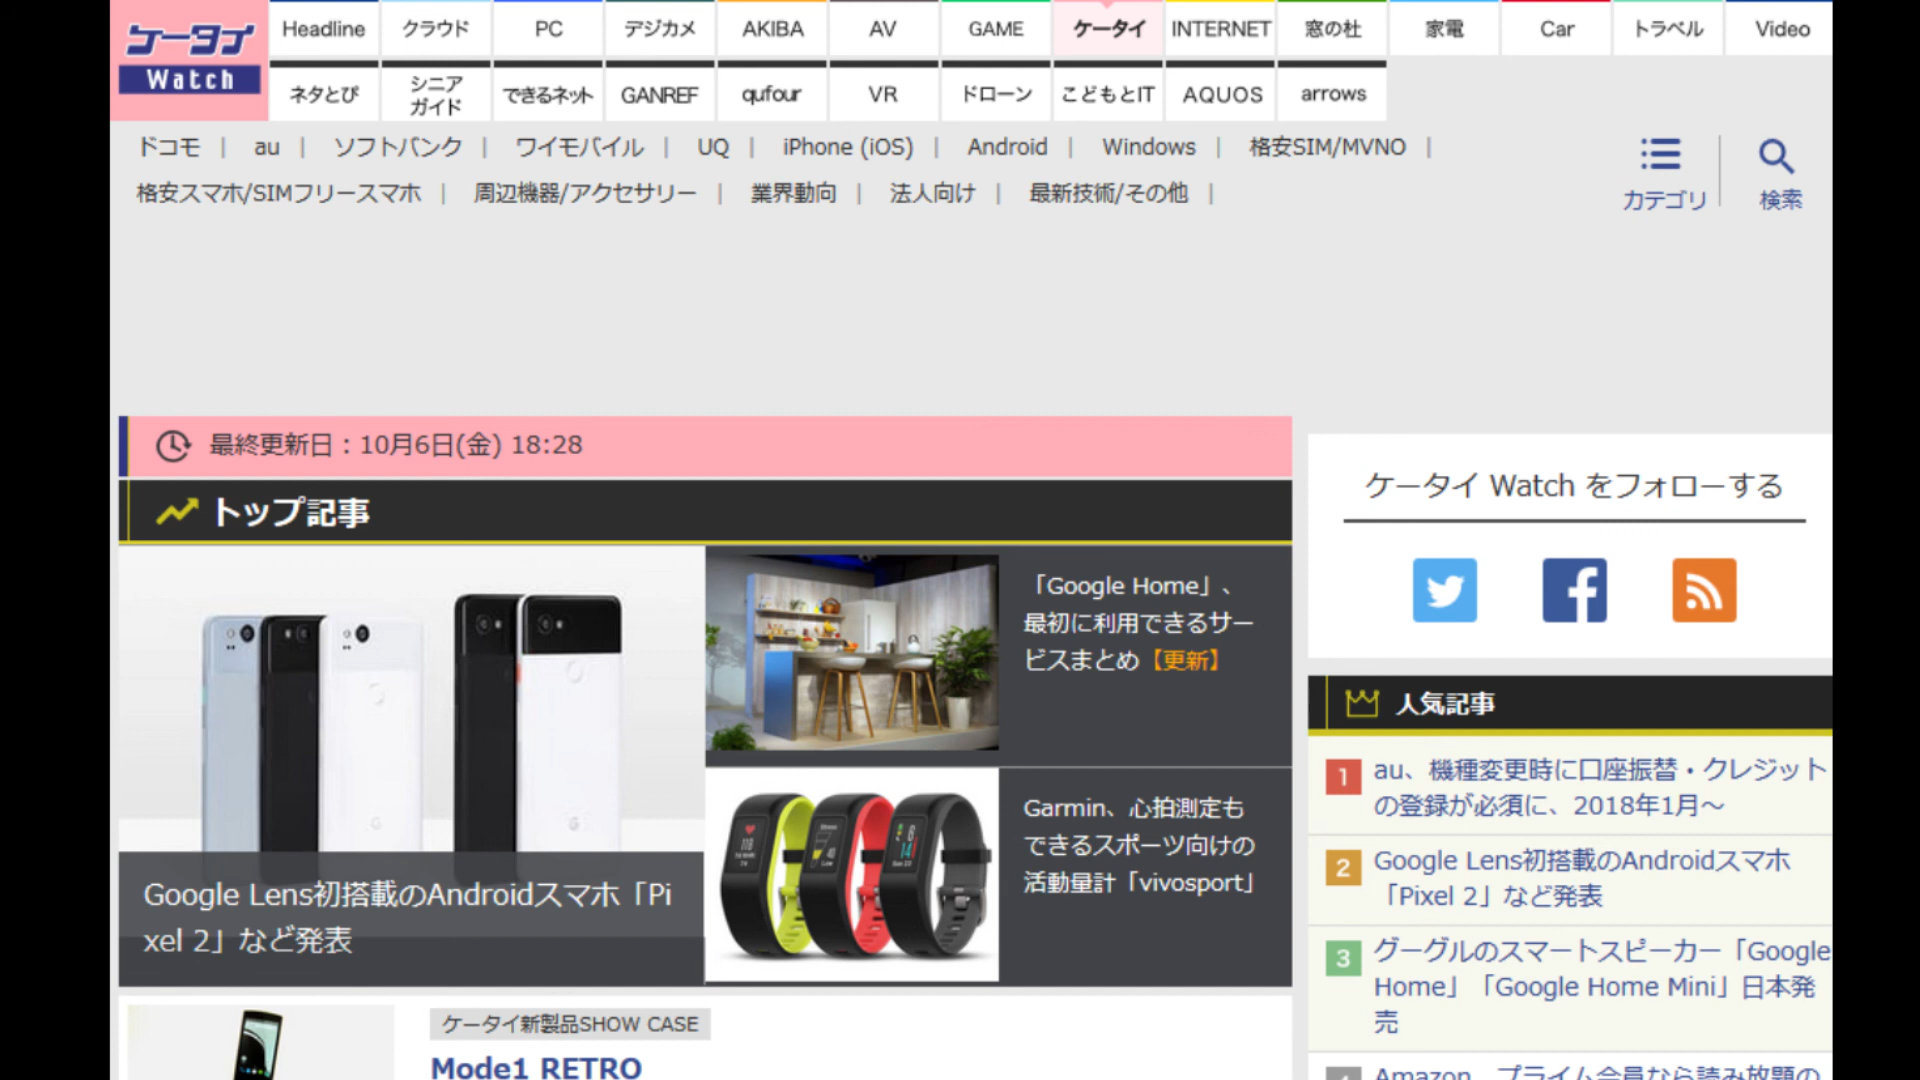 ケータイ
Watch
Headline クラウド PC デジカメ AKIBA AV GAME ケータイ INTERNET 窓の杜 家電 Car トラベル Video
ネタとぴ シニアガイド できるネット GANREF qufour VR ドローン こどもとIT AQUOS arrows
ドコモ | au | ソフトバンク | ワイモバイル | UQ | iPhone (iOS) | Android | Windows | 格安SIM/MVNO |
格安スマホ/SIMフリースマホ | 周辺機器/アクセサリー | 業界動向 | 法人向け | 最新技術/その他 |
カテゴリ 検索
最終更新日：10月6日(金) 18:28
トップ記事
Google Lens初搭載のAndroidスマホ「Pi
xel 2」など発表
「Google Home」、
最初に利用できるサー
ビスまとめ【更新】
Garmin、心拍測定も
できるスポーツ向けの
活動量計「vivosport」
ケータイ新製品SHOW CASE
Mode1 RETRO
ケータイ Watch をフォローする
人気記事
1 au、機種変更時に口座振替・クレジット
の登録が必須に、2018年1月～
2 Google Lens初搭載のAndroidスマホ
「Pixel 2」など発表
3 グーグルのスマートスピーカー「Google
Home」「Google Home Mini」日本発
売
4 Amazon、プライム会員なら読み放題の